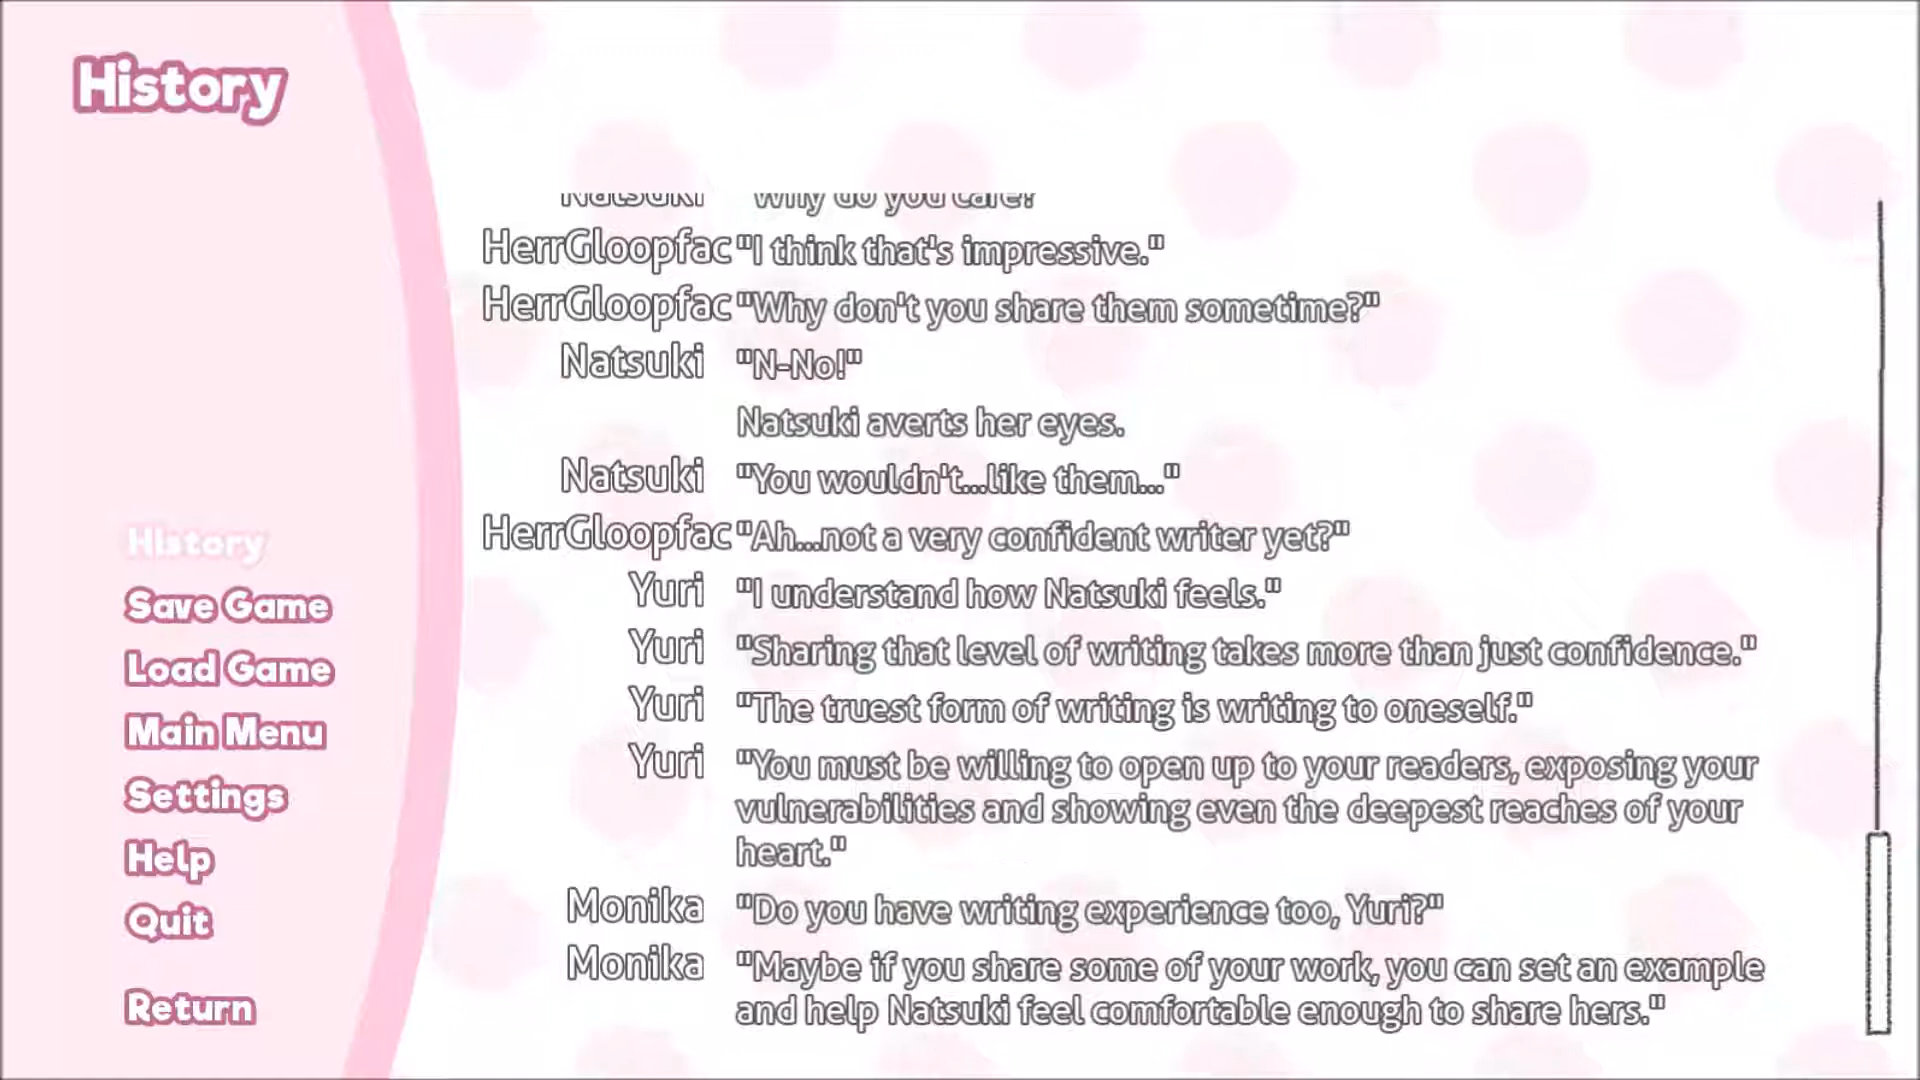 History
Natsuki "Why do you care?
HerrGloopfac "I think that's impressive."
HerrGloopfac "Why don't you share them sometime?"
Natsuki "N-No!"
Natsuki averts her eyes.
Natsuki "You wouldn't...like them..."
HerrGloopfac "Ah...not a very confident writer yet?"
Yuri "I understand how Natsuki feels."
Yuri "Sharing that level of writing takes more than just confidence."
Yuri "The truest form of writing is writing to oneself."
Yuri "You must be willing to open up to your readers, exposing your
vulnerabilities and showing even the deepest reaches of your
heart."
Monika "Do you have writing experience too, Yuri?"
Monika "Maybe if you share some of your work, you can set an example
and help Natsuki feel comfortable enough to share hers."
History
Save Game
Load Game
Main Menu
Settings
Help
Quit
Return